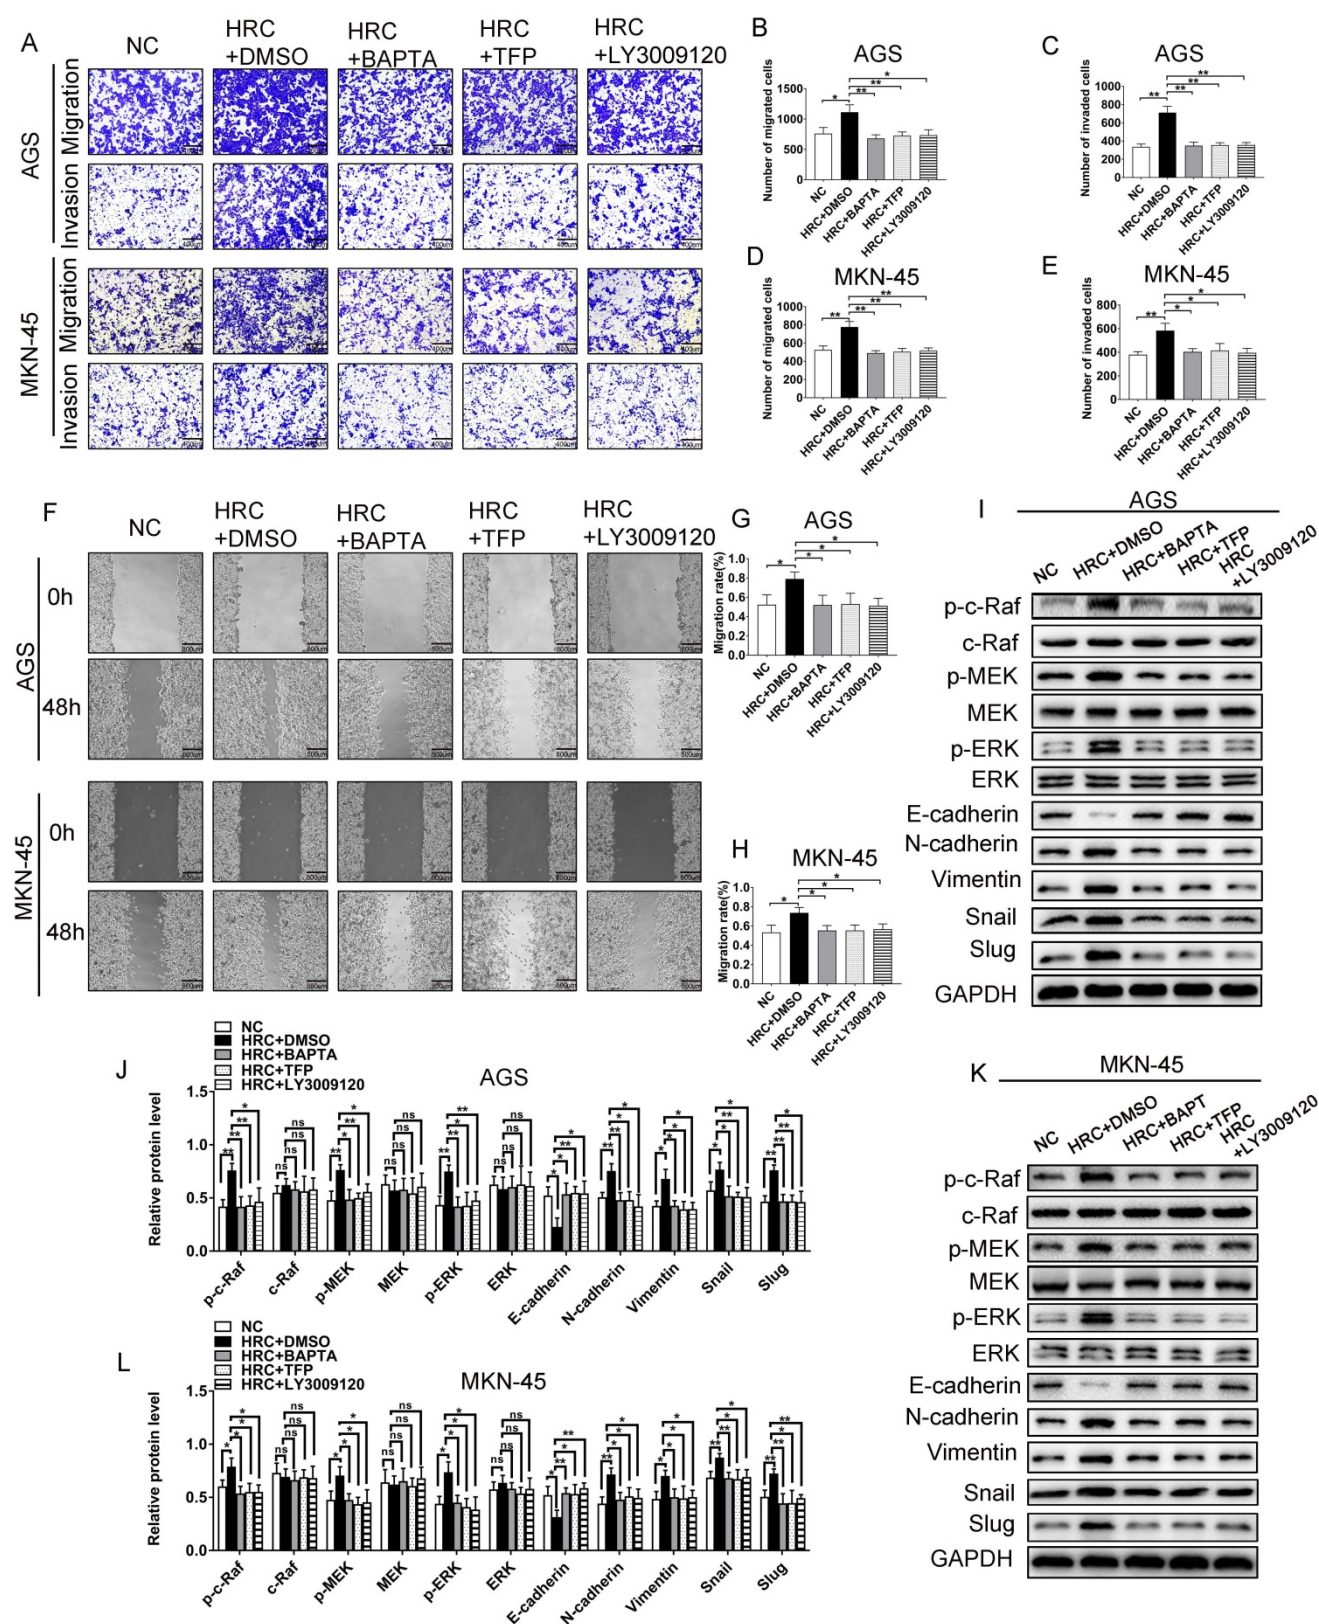 A
NC
HRC
+DMSO
HRC
+BAPTA
HRC
+TFP
HRC
+LY3009120
AGS
Migration
Invasion
MKN-45
Migration
Invasion
400um
B
AGS
Number of migrated cells
1500
1000
500
0
* ** ** *
NC
HRC+DMSO
HRC+BAPTA
HRC+TFP
HRC+LY3009120
C
AGS
Number of invaded cells
1000
800
600
400
200
0
** ** ** **
NC
HRC+DMSO
HRC+BAPTA
HRC+TFP
HRC+LY3009120
D
MKN-45
Number of migrated cells
1000
800
600
400
200
0
** ** ** **
NC
HRC+DMSO
HRC+BAPTA
HRC+TFP
HRC+LY3009120
E
MKN-45
Number of invaded cells
800
600
400
200
0
** * * *
NC
HRC+DMSO
HRC+BAPTA
HRC+TFP
HRC+LY3009120
F
NC
HRC
+DMSO
HRC
+BAPTA
HRC
+TFP
HRC
+LY3009120
AGS
0h
48h
MKN-45
0h
48h
G
AGS
Migration rate(%)
1.0
0.8
0.6
0.4
0.2
0.0
* * * *
NC
HRC+DMSO
HRC+BAPTA
HRC+TFP
HRC+LY3009120
H
MKN-45
Migration rate(%)
1.0
0.8
0.6
0.4
0.2
0.0
* * * *
NC
HRC+DMSO
HRC+BAPTA
HRC+TFP
HRC+LY3009120
I
AGS
NC
HRC+DMSO
HRC+BAPTA
HRC+TFP
HRC
+LY3009120
p-c-Raf
c-Raf
p-MEK
MEK
p-ERK
ERK
E-cadherin
N-cadherin
Vimentin
Snail
Slug
GAPDH
J
NC
HRC+DMSO
HRC+BAPTA
HRC+TFP
HRC+LY3009120
AGS
Relative protein level
1.5
1.0
0.5
0.0
p-c-Raf
c-Raf
p-MEK
MEK
p-ERK
ERK
E-cadherin
N-cadherin
Vimentin
Snail
Slug
K
MKN-45
NC
HRC+DMSO
HRC+BAPT
HRC+TFP
HRC
+LY3009120
p-c-Raf
c-Raf
p-MEK
MEK
p-ERK
ERK
E-cadherin
N-cadherin
Vimentin
Snail
Slug
GAPDH
L
NC
HRC+DMSO
HRC+BAPTA
HRC+TFP
HRC+LY3009120
MKN-45
Relative protein level
1.5
1.0
0.5
0.0
p-c-Raf
c-Raf
p-MEK
MEK
p-ERK
ERK
E-cadherin
N-cadherin
Vimentin
Snail
Slug